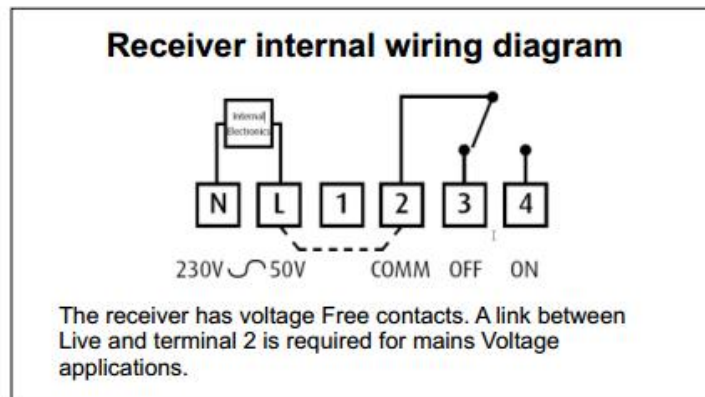 Receiver internal wiring diagram
Internal
Electronics
N L 1 2 3 4
230V 50V COMM OFF ON
The receiver has voltage Free contacts. A link between
Live and terminal 2 is required for mains Voltage
applications.